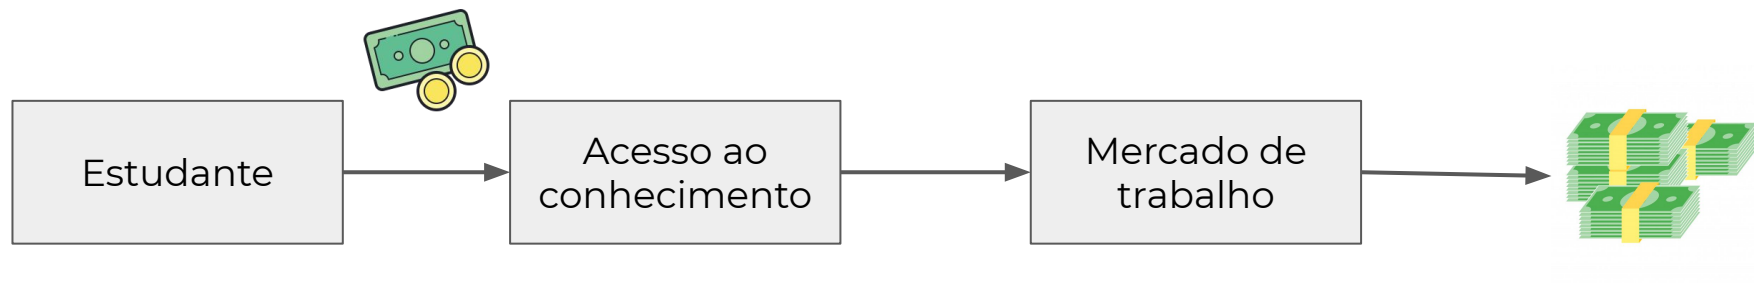 Estudante
Acesso ao
conhecimento
Mercado de
trabalho